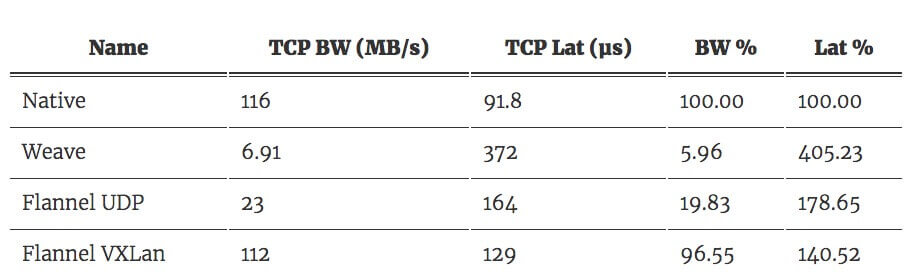 Name TCP BW (MB/s) TCP Lat (µs) BW % Lat %
Native 116 91.8 100.00 100.00
Weave 6.91 372 5.96 405.23
Flannel UDP 23 164 19.83 178.65
Flannel VXLan 112 129 96.55 140.52